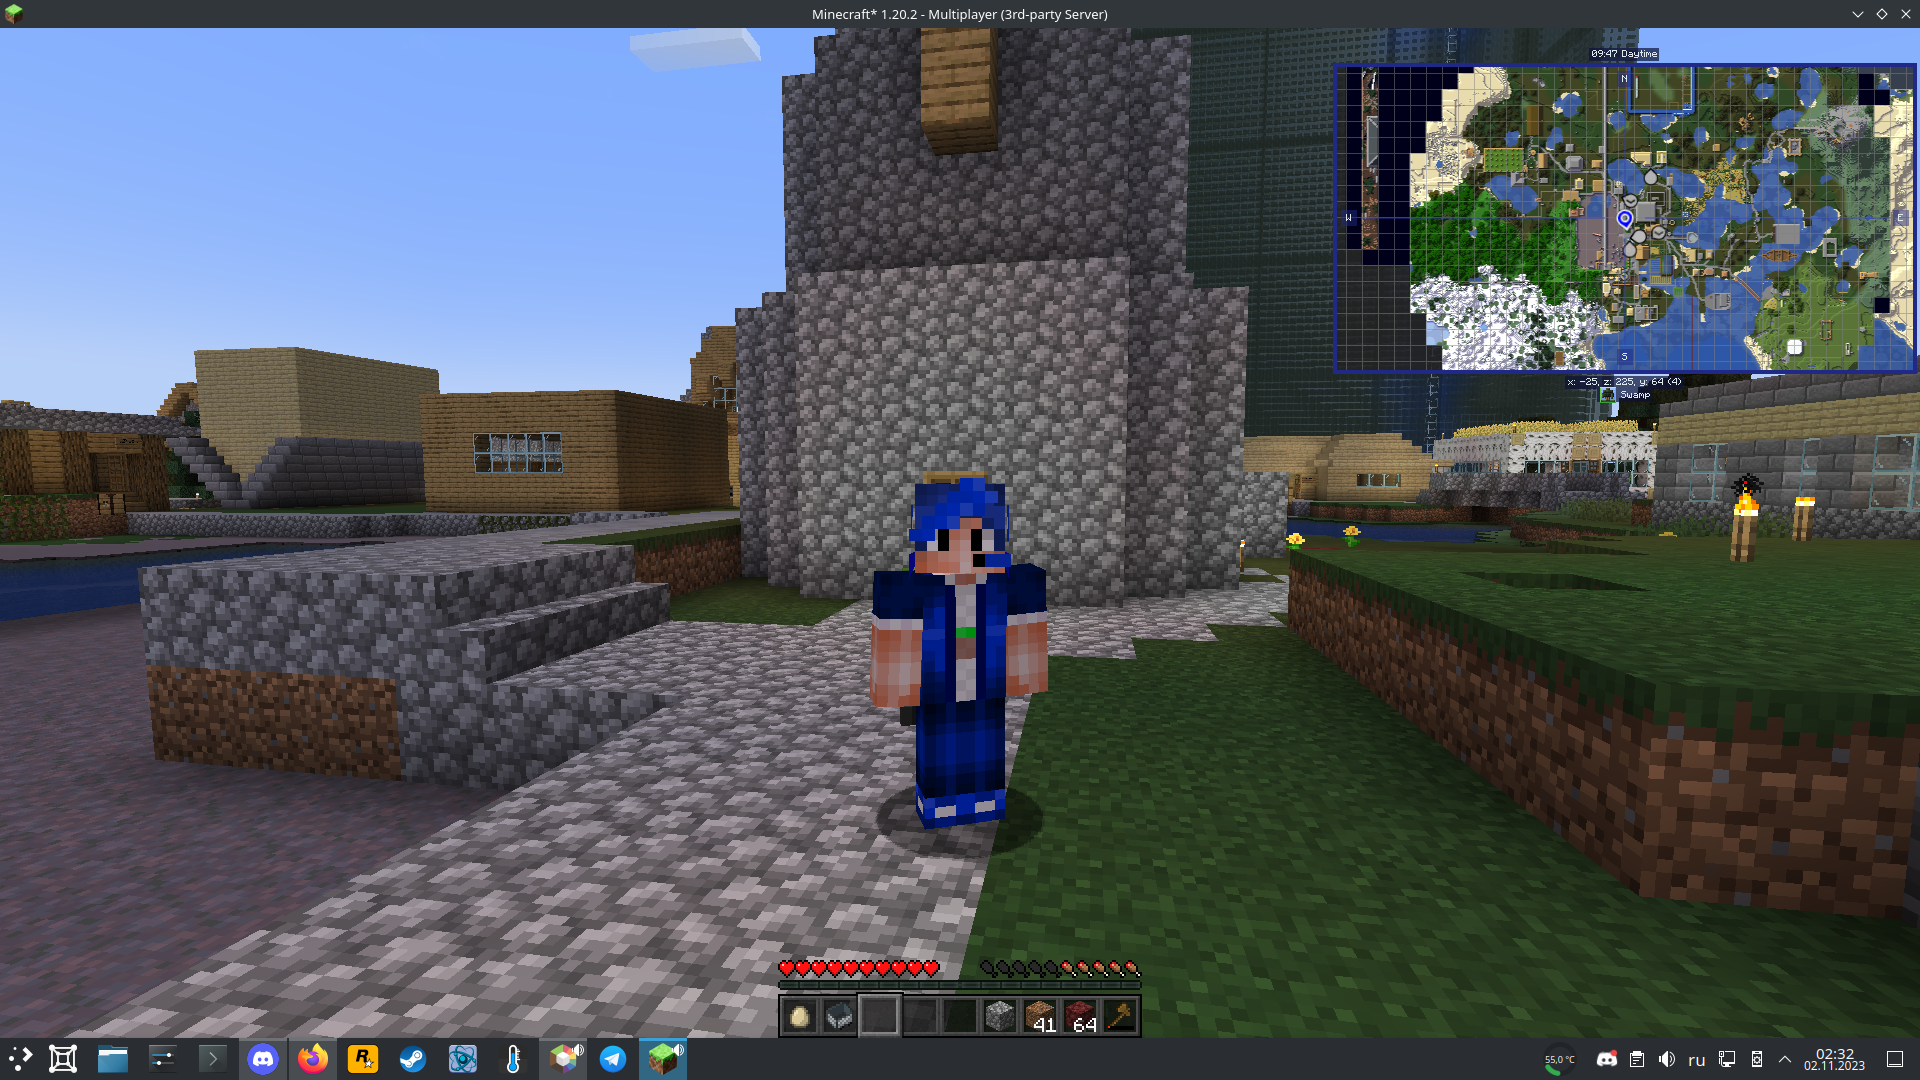 Minecraft* 1.20.2 - Multiplayer (3rd-party Server)
09:47 Daytime
N
W
E
S
x: -25, z: 225, y: 64 (4)
Swamp
41
64
55,0 °C
ru
02:32
02.11.2023